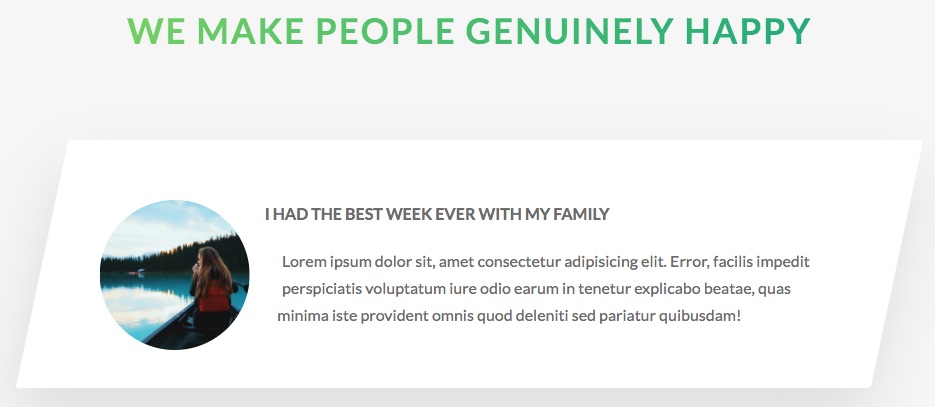 WE MAKE PEOPLE GENUINELY HAPPY
I HAD THE BEST WEEK EVER WITH MY FAMILY
Lorem ipsum dolor sit, amet consectetur adipisicing elit. Error, facilis impedit
perspiciatis voluptatum iure odio earum in tenetur explicabo beatae, quas
minima iste provident omnis quod deleniti sed pariatur quibusdam!